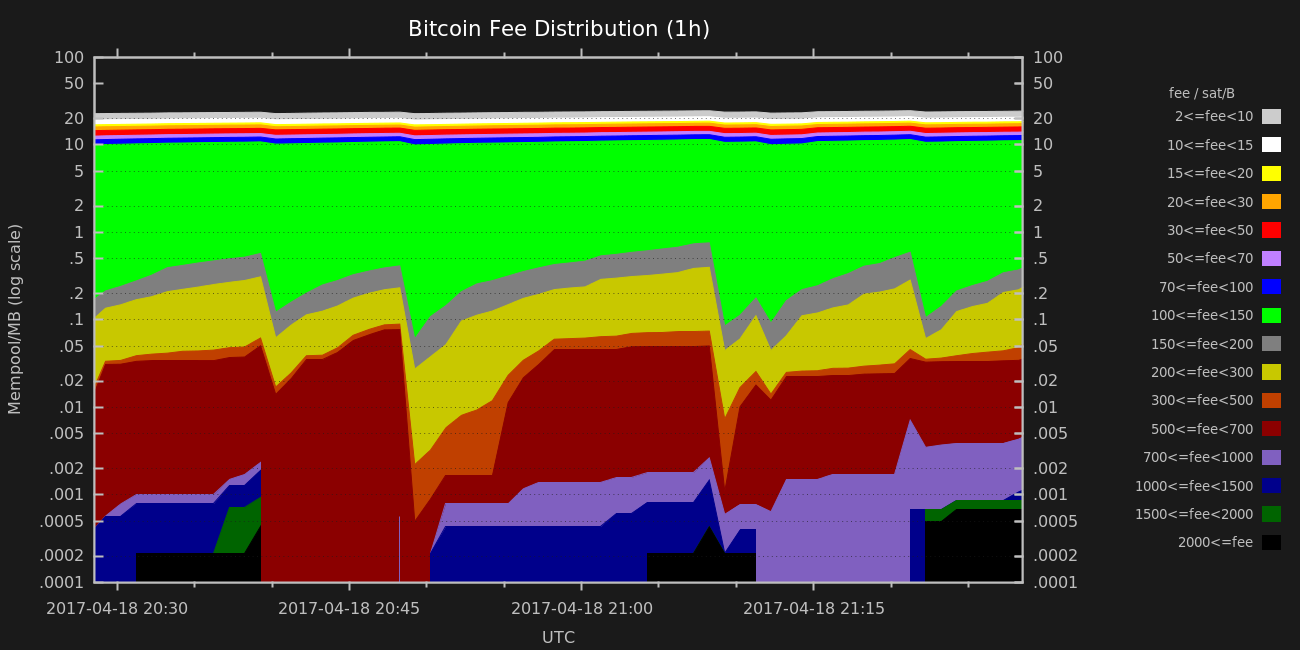 Bitcoin Fee Distribution (1h)
100 100
50 50
20 20
10 10
5 5
2 2
1 1
.5 .5
.2 .2
.1 .1
.05 .05
.02 .02
.01 .01
.005 .005
.002 .002
.001 .001
.0005 .0005
.0002 .0002
.0001 .0001
Mempool/MB (log scale)
2017-04-18 20:30 2017-04-18 20:45 2017-04-18 21:00 2017-04-18 21:15
UTC
fee / sat/B
2<=fee<10
10<=fee<15
15<=fee<20
20<=fee<30
30<=fee<50
50<=fee<70
70<=fee<100
100<=fee<150
150<=fee<200
200<=fee<300
300<=fee<500
500<=fee<700
700<=fee<1000
1000<=fee<1500
1500<=fee<2000
2000<=fee